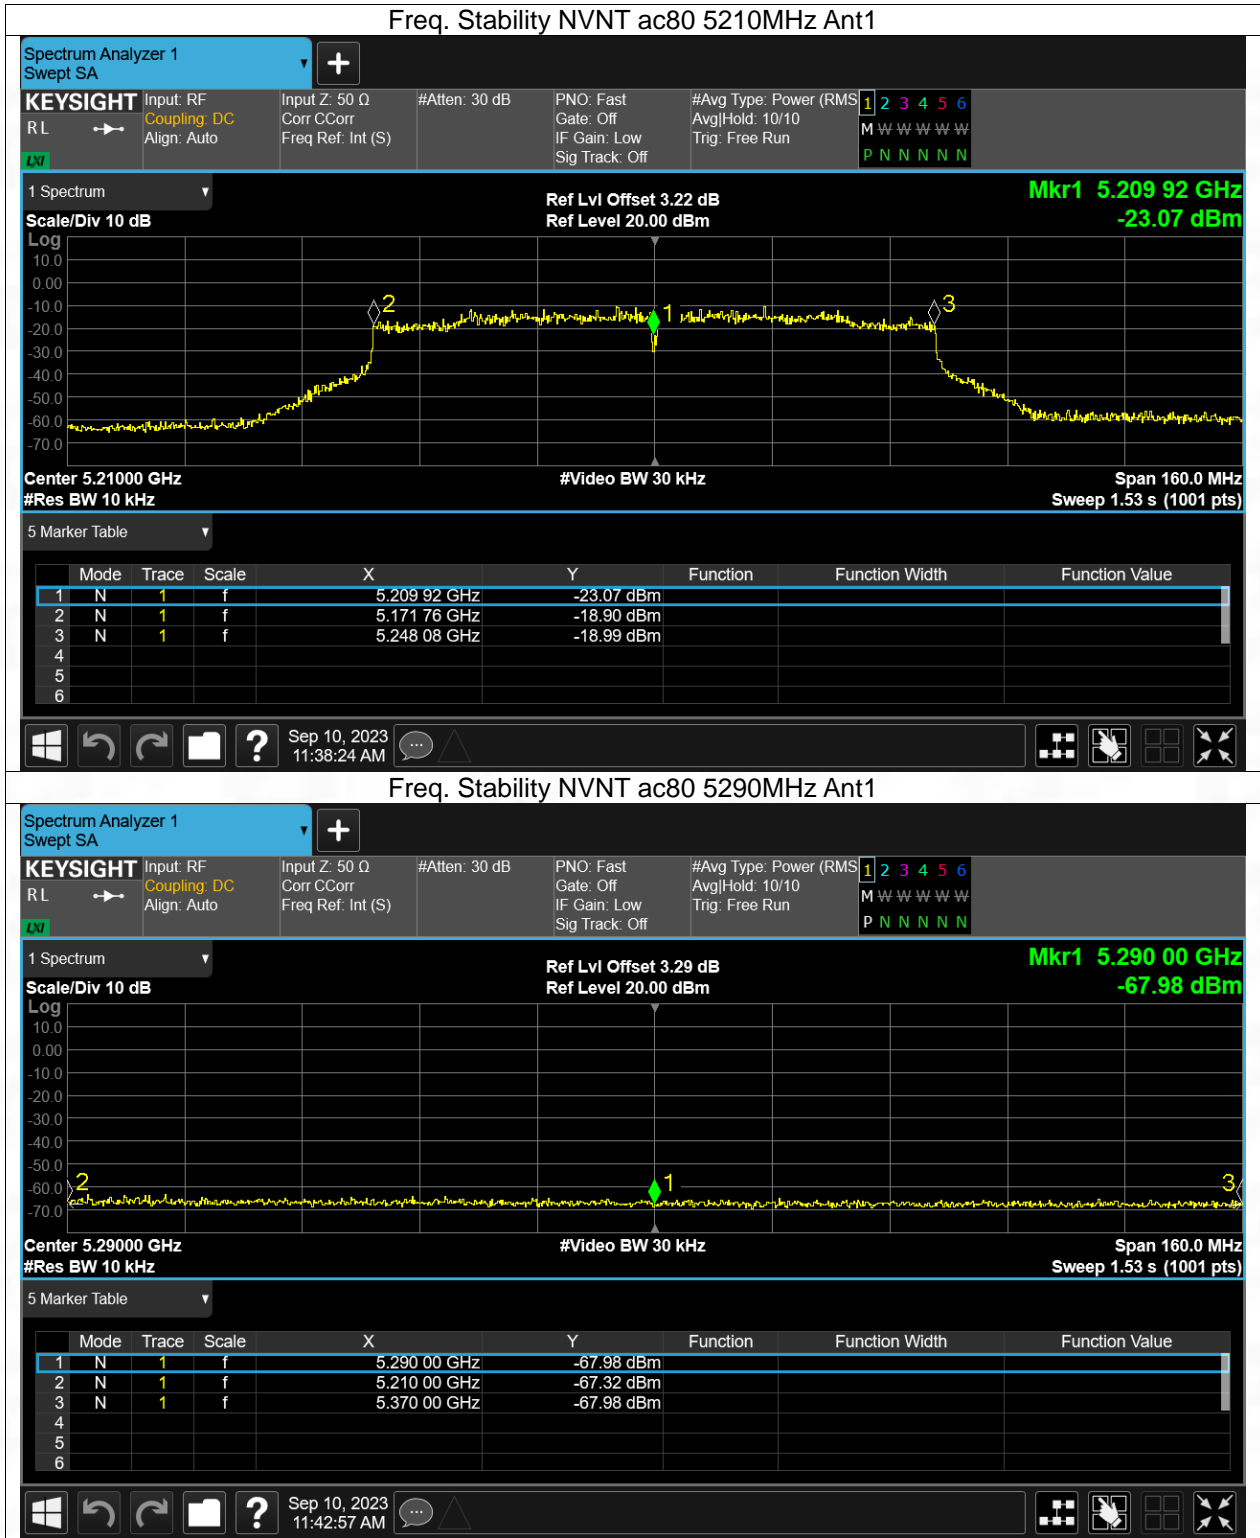 Freq. Stability NVNT ac80 5210MHz Ant1
Spectrum Analyzer 1
Swept SA
KEYSIGHT
RL
LXI
Input: RF
Coupling: DC
Align: Auto
Input Z: 50 Ω
Corr CCorr
Freq Ref: Int (S)
#Atten: 30 dB
PNO: Fast
Gate: Off
IF Gain: Low
Sig Track: Off
#Avg Type: Power (RMS
Avg|Hold: 10/10
Trig: Free Run
1 2 3 4 5 6
M W W W W W
P N N N N N
1 Spectrum
Scale/Div 10 dB
Ref Lvl Offset 3.22 dB
Ref Level 20.00 dBm
Mkr1 5.209 92 GHz
-23.07 dBm
Log
10.0
0.00
-10.0
-20.0
-30.0
-40.0
-50.0
-60.0
-70.0
2
1
3
Center 5.21000 GHz
#Res BW 10 kHz
#Video BW 30 kHz
Span 160.0 MHz
Sweep 1.53 s (1001 pts)
5 Marker Table
Mode Trace Scale X Y Function Function Width Function Value
1 N 1 f 5.209 92 GHz -23.07 dBm
2 N 1 f 5.171 76 GHz -18.90 dBm
3 N 1 f 5.248 08 GHz -18.99 dBm
4
5
6
?
Sep 10, 2023
11:38:24 AM
Freq. Stability NVNT ac80 5290MHz Ant1
Spectrum Analyzer 1
Swept SA
KEYSIGHT
RL
LXI
Input: RF
Coupling: DC
Align: Auto
Input Z: 50 Ω
Corr CCorr
Freq Ref: Int (S)
#Atten: 30 dB
PNO: Fast
Gate: Off
IF Gain: Low
Sig Track: Off
#Avg Type: Power (RMS
Avg|Hold: 10/10
Trig: Free Run
1 2 3 4 5 6
M W W W W W
P N N N N N
1 Spectrum
Scale/Div 10 dB
Ref Lvl Offset 3.29 dB
Ref Level 20.00 dBm
Mkr1 5.290 00 GHz
-67.98 dBm
Log
10.0
0.00
-10.0
-20.0
-30.0
-40.0
-50.0
-60.0
-70.0
2
1
3
Center 5.29000 GHz
#Res BW 10 kHz
#Video BW 30 kHz
Span 160.0 MHz
Sweep 1.53 s (1001 pts)
5 Marker Table
Mode Trace Scale X Y Function Function Width Function Value
1 N 1 f 5.290 00 GHz -67.98 dBm
2 N 1 f 5.210 00 GHz -67.32 dBm
3 N 1 f 5.370 00 GHz -67.98 dBm
4
5
6
?
Sep 10, 2023
11:42:57 AM